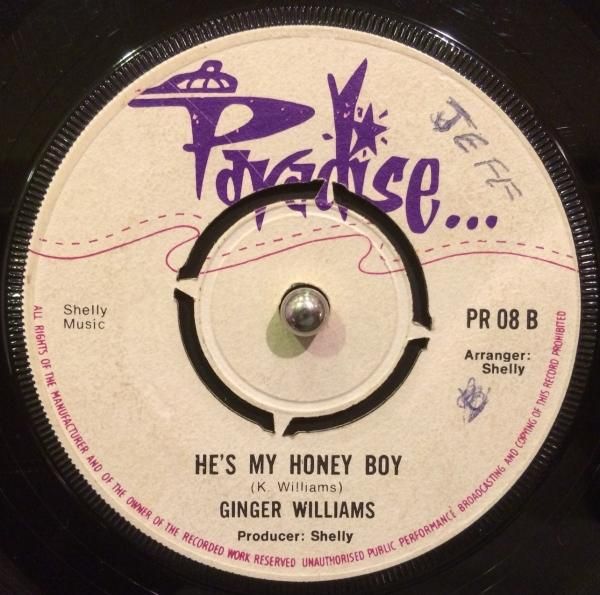 Paradise...
JEFF
Shelly
Music
PR 08 B
Arranger:
Shelly
HE'S MY HONEY BOY
(K. Williams)
GINGER WILLIAMS
Producer: Shelly
ALL RIGHTS OF THE MANUFACTURER AND OF THE OWNER OF THE RECORDED WORK RESERVED UNAUTHORISED PUBLIC PERFORMANCE BROADCASTING AND COPYING OF THIS RECORD PROHIBITED